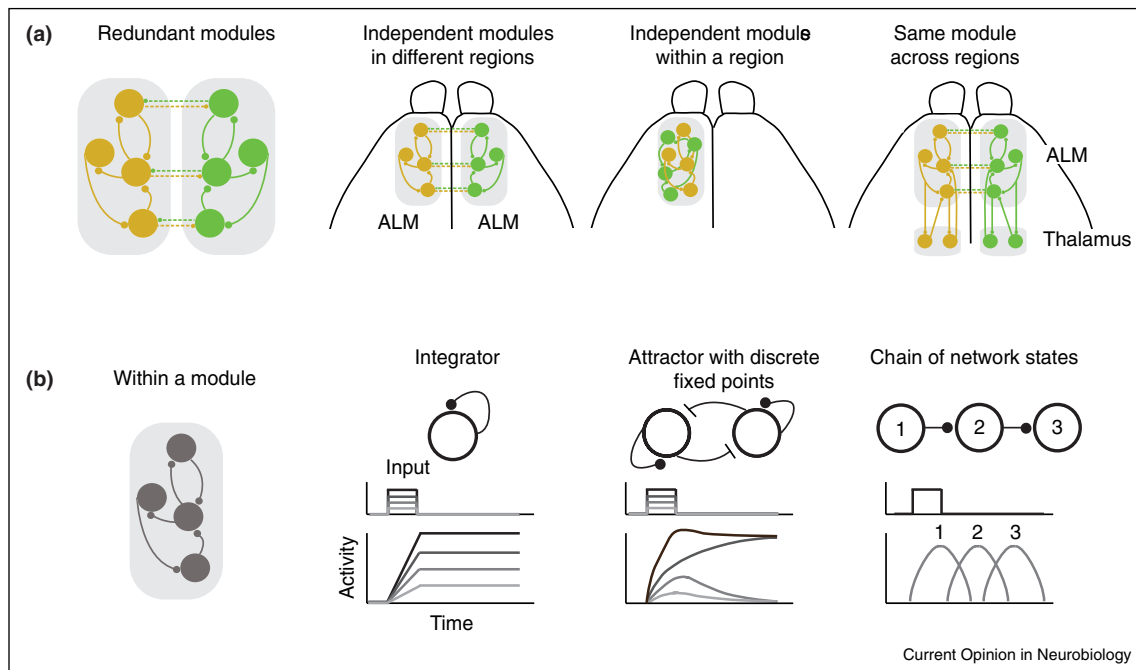 (a)
Redundant modules
Independent modules
in different regions
ALM
ALM
Independent modules
within a region
Same module
across regions
ALM
Thalamus
(b)
Within a module
Integrator
Input
Activity
Time
Attractor with discrete
fixed points
Chain of network states
1
2
3
1
2
3
Current Opinion in Neurobiology